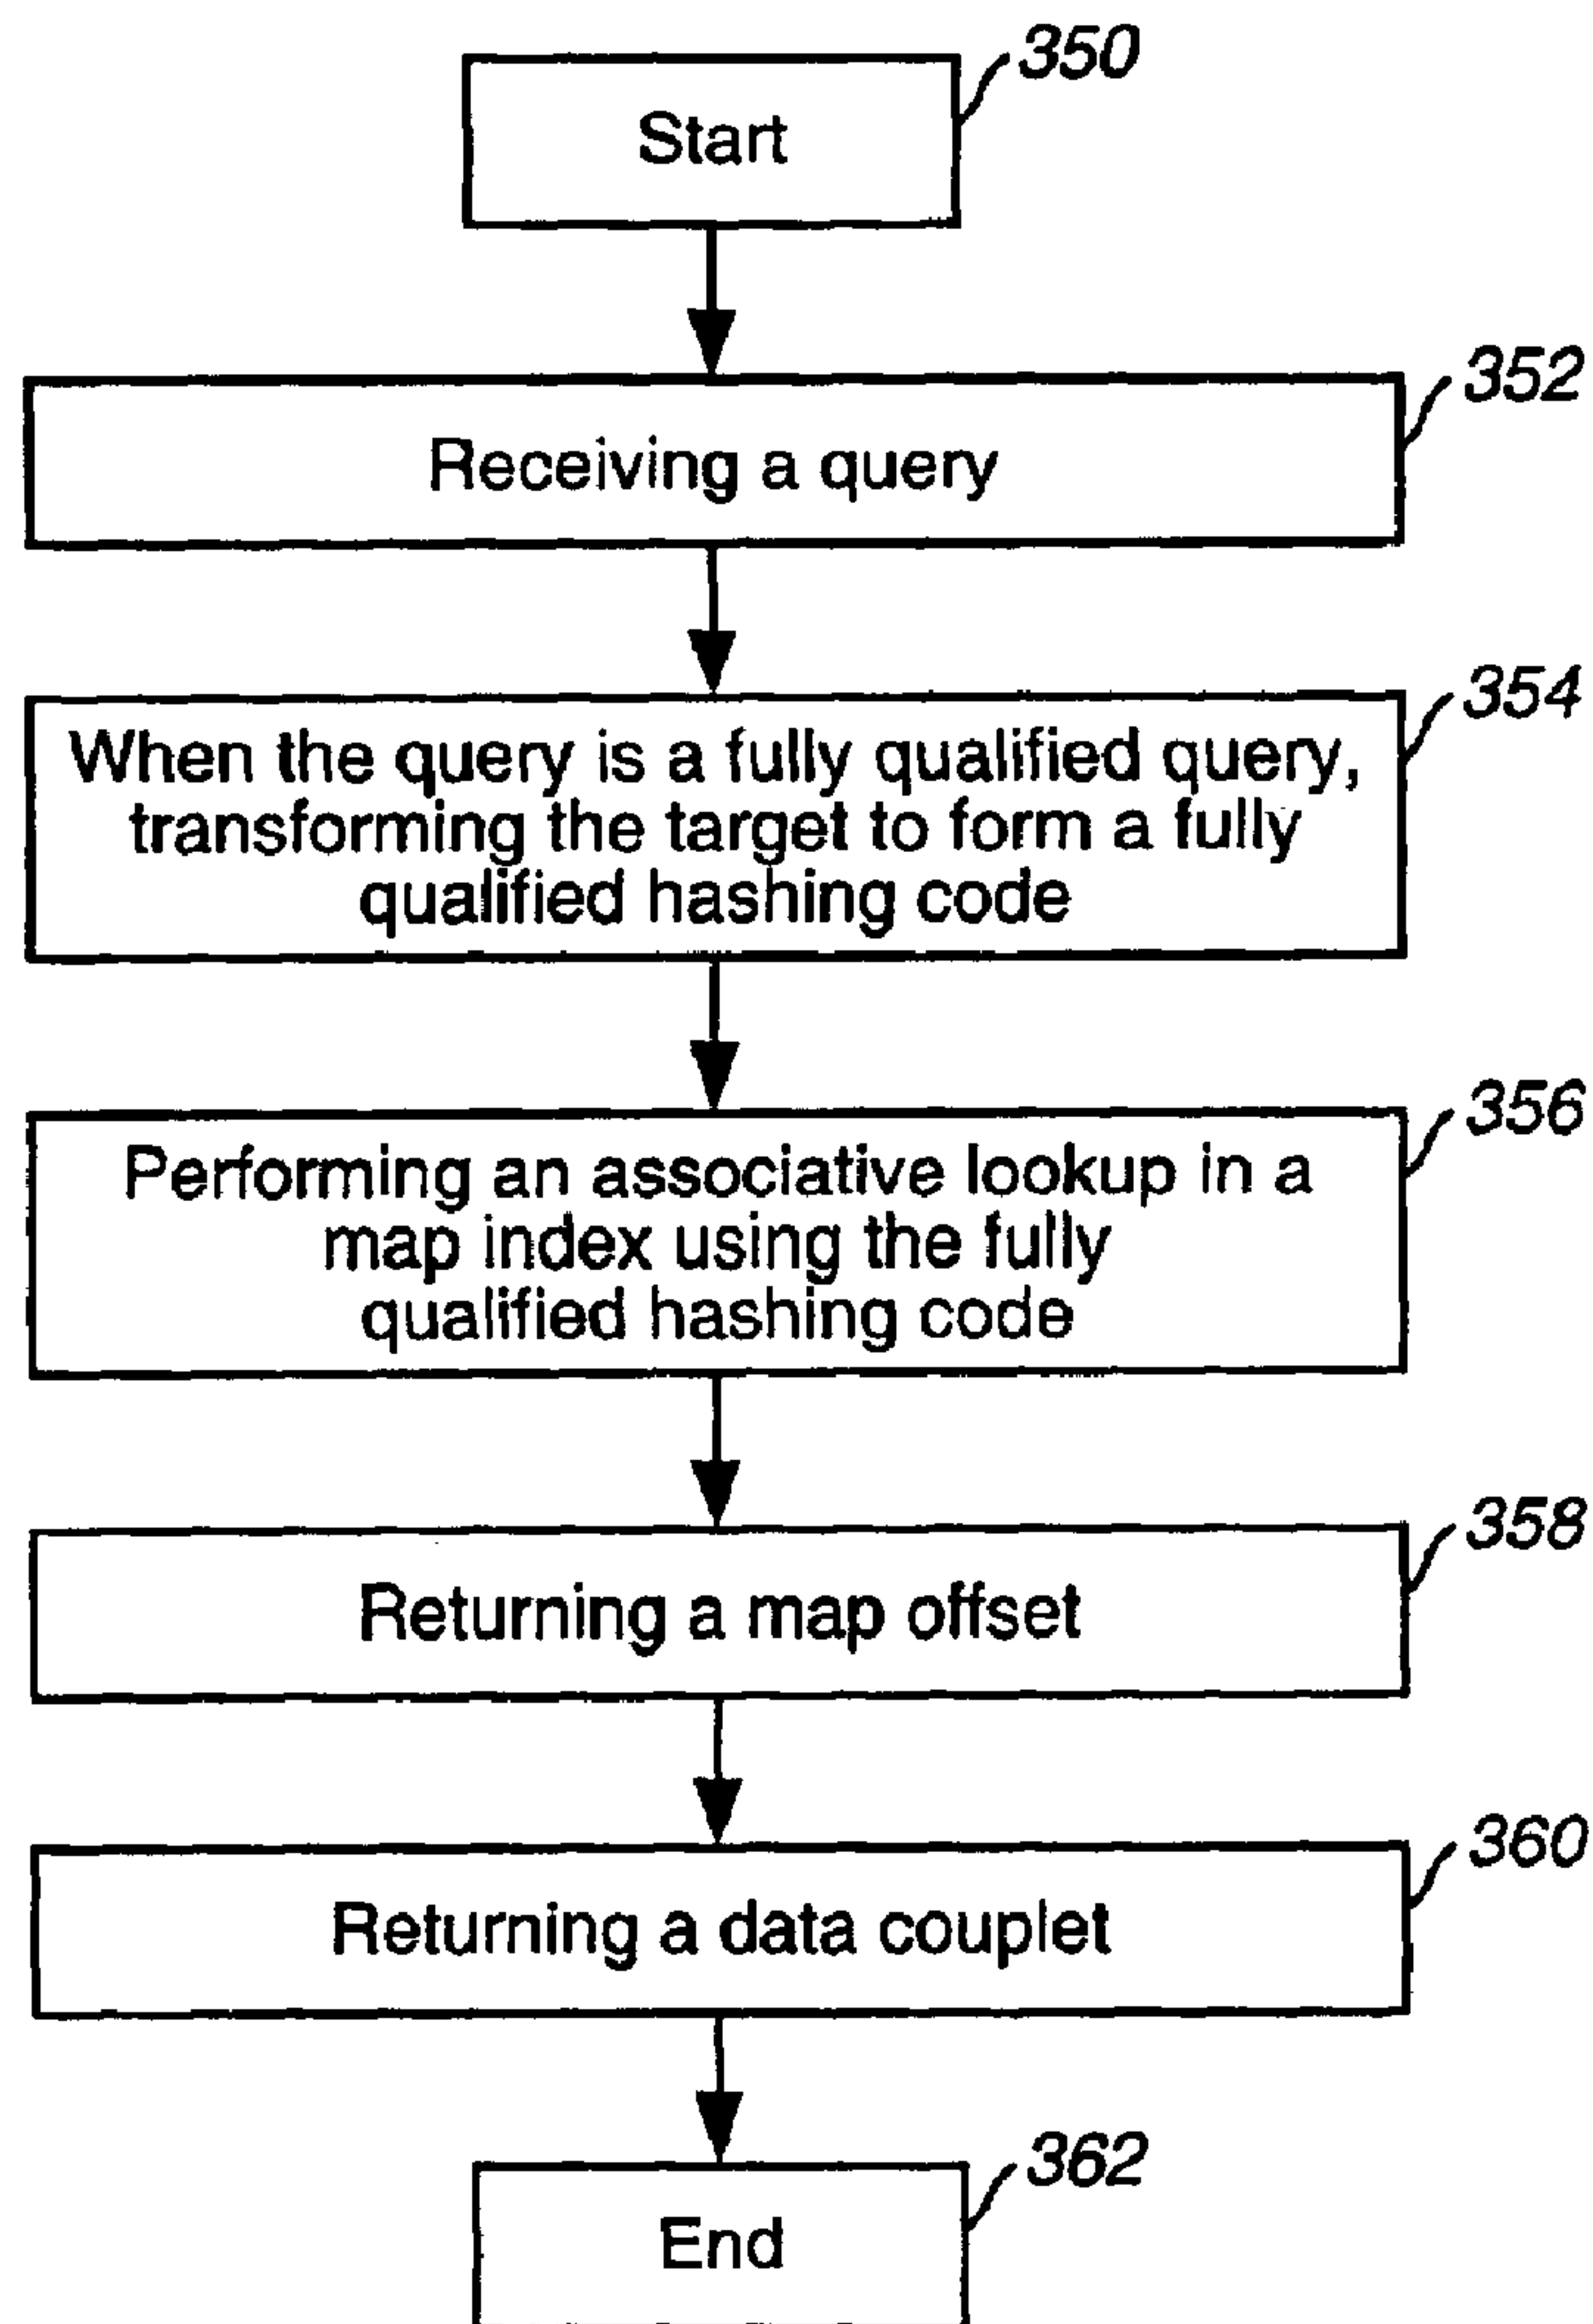 350
Start
352
Receiving a query
354
When the query is a fully qualified query,
transforming the target to form a fully
qualified hashing code
356
Performing an associative lookup in a
map index using the fully
qualified hashing code
358
Returning a map offset
360
Returning a data couplet
362
End